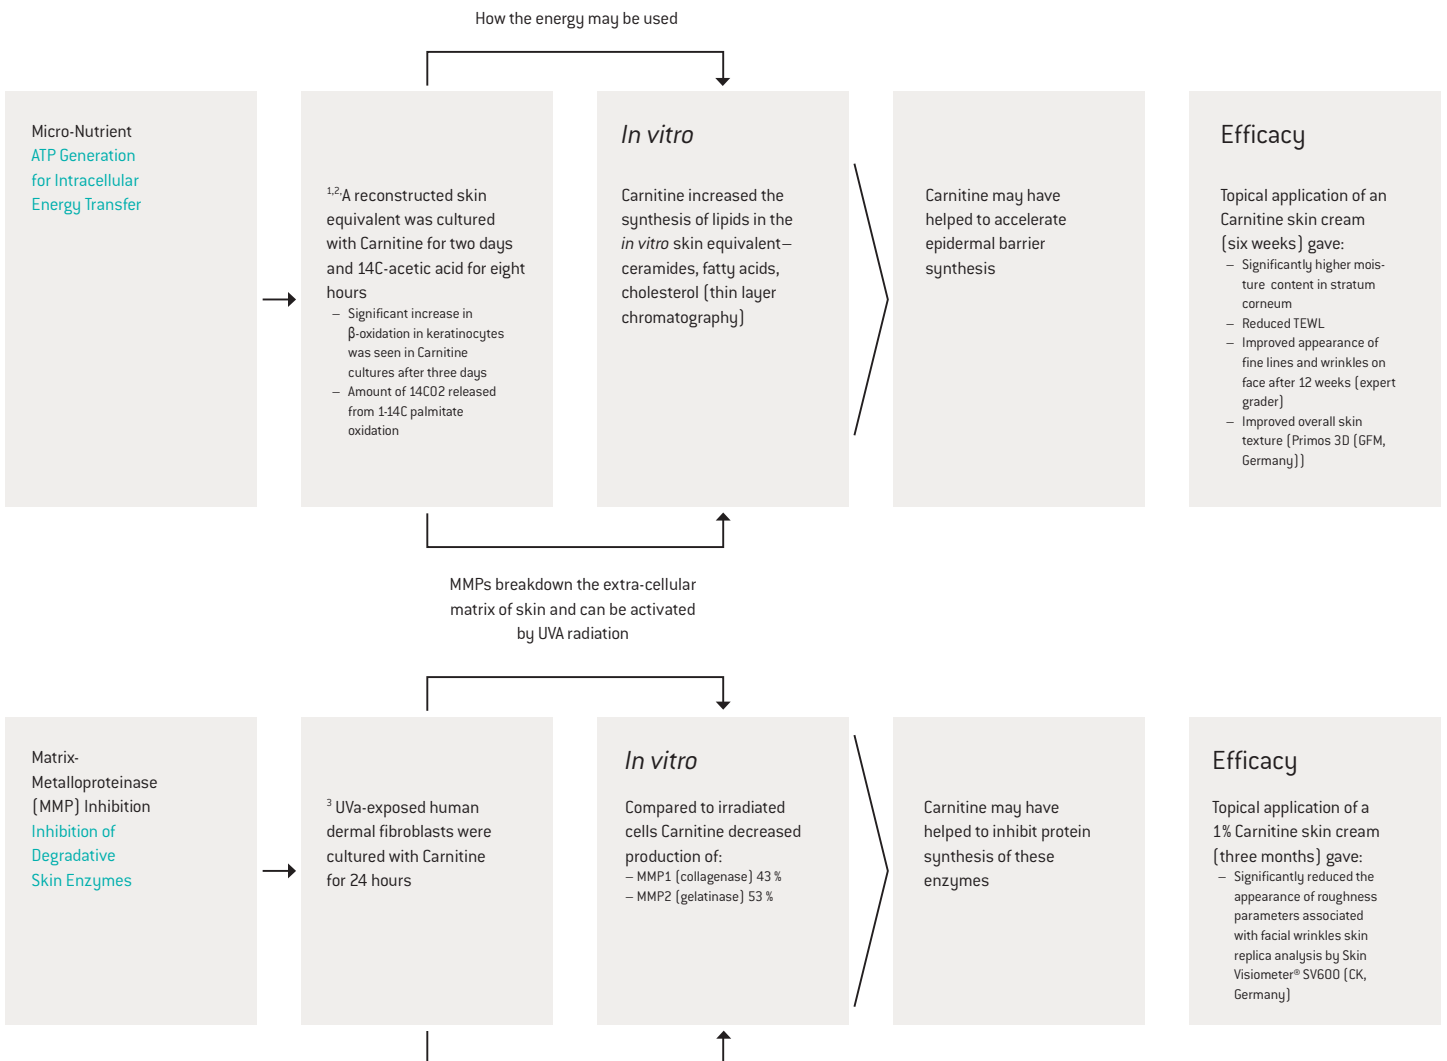 How the energy may be used
Micro-Nutrient
ATP Generation
for Intracellular
Energy Transfer
1,2,A reconstructed skin
equivalent was cultured
with Carnitine for two days
and 14C-acetic acid for eight
hours
– Significant increase in
β-oxidation in keratinocytes
was seen in Carnitine
cultures after three days
– Amount of 14CO2 released
from 1-14C palmitate
oxidation
In vitro
Carnitine increased the
synthesis of lipids in the
in vitro skin equivalent–
ceramides, fatty acids,
cholesterol (thin layer
chromatography)
Carnitine may have
helped to accelerate
epidermal barrier
synthesis
Efficacy
Topical application of an
Carnitine skin cream
(six weeks) gave:
– Significantly higher mois-
ture content in stratum
corneum
– Reduced TEWL
– Improved appearance of
fine lines and wrinkles on
face after 12 weeks (expert
grader)
– Improved overall skin
texture (Primos 3D (GFM,
Germany))
MMPs breakdown the extra-cellular
matrix of skin and can be activated
by UVA radiation
Matrix-
Metalloproteinase
(MMP) Inhibition
Inhibition of
Degradative
Skin Enzymes
3 UVa-exposed human
dermal fibroblasts were
cultured with Carnitine
for 24 hours
In vitro
Compared to irradiated
cells Carnitine decreased
production of:
– MMP1 (collagenase) 43 %
– MMP2 (gelatinase) 53 %
Carnitine may have
helped to inhibit protein
synthesis of these
enzymes
Efficacy
Topical application of a
1% Carnitine skin cream
(three months) gave:
– Significantly reduced the
appearance of roughness
parameters associated
with facial wrinkles skin
replica analysis by Skin
Visiometer® SV600 (CK,
Germany)